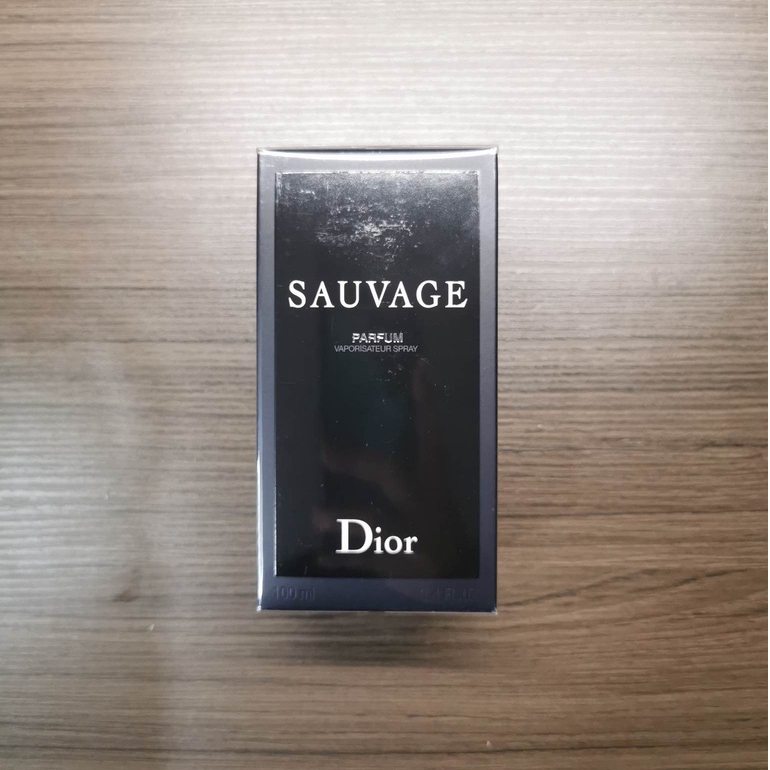 SAUVAGE
PARFUM
VAPORISATEUR SPRAY
Dior
100 ml